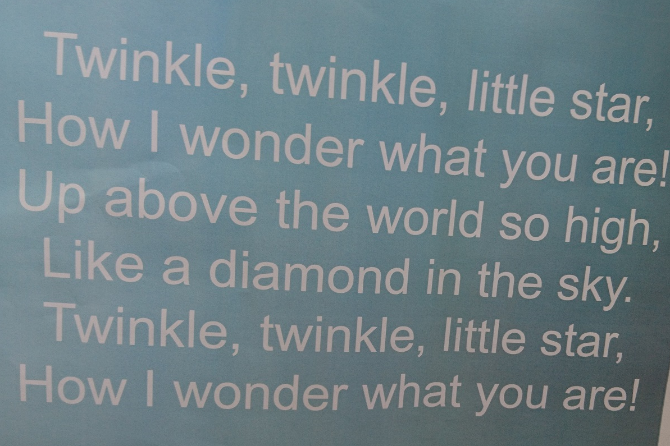 Twinkle, twinkle, little star,
How I wonder what you are!
Up above the world so high,
Like a diamond in the sky.
Twinkle, twinkle, little star,
How I wonder what you are!